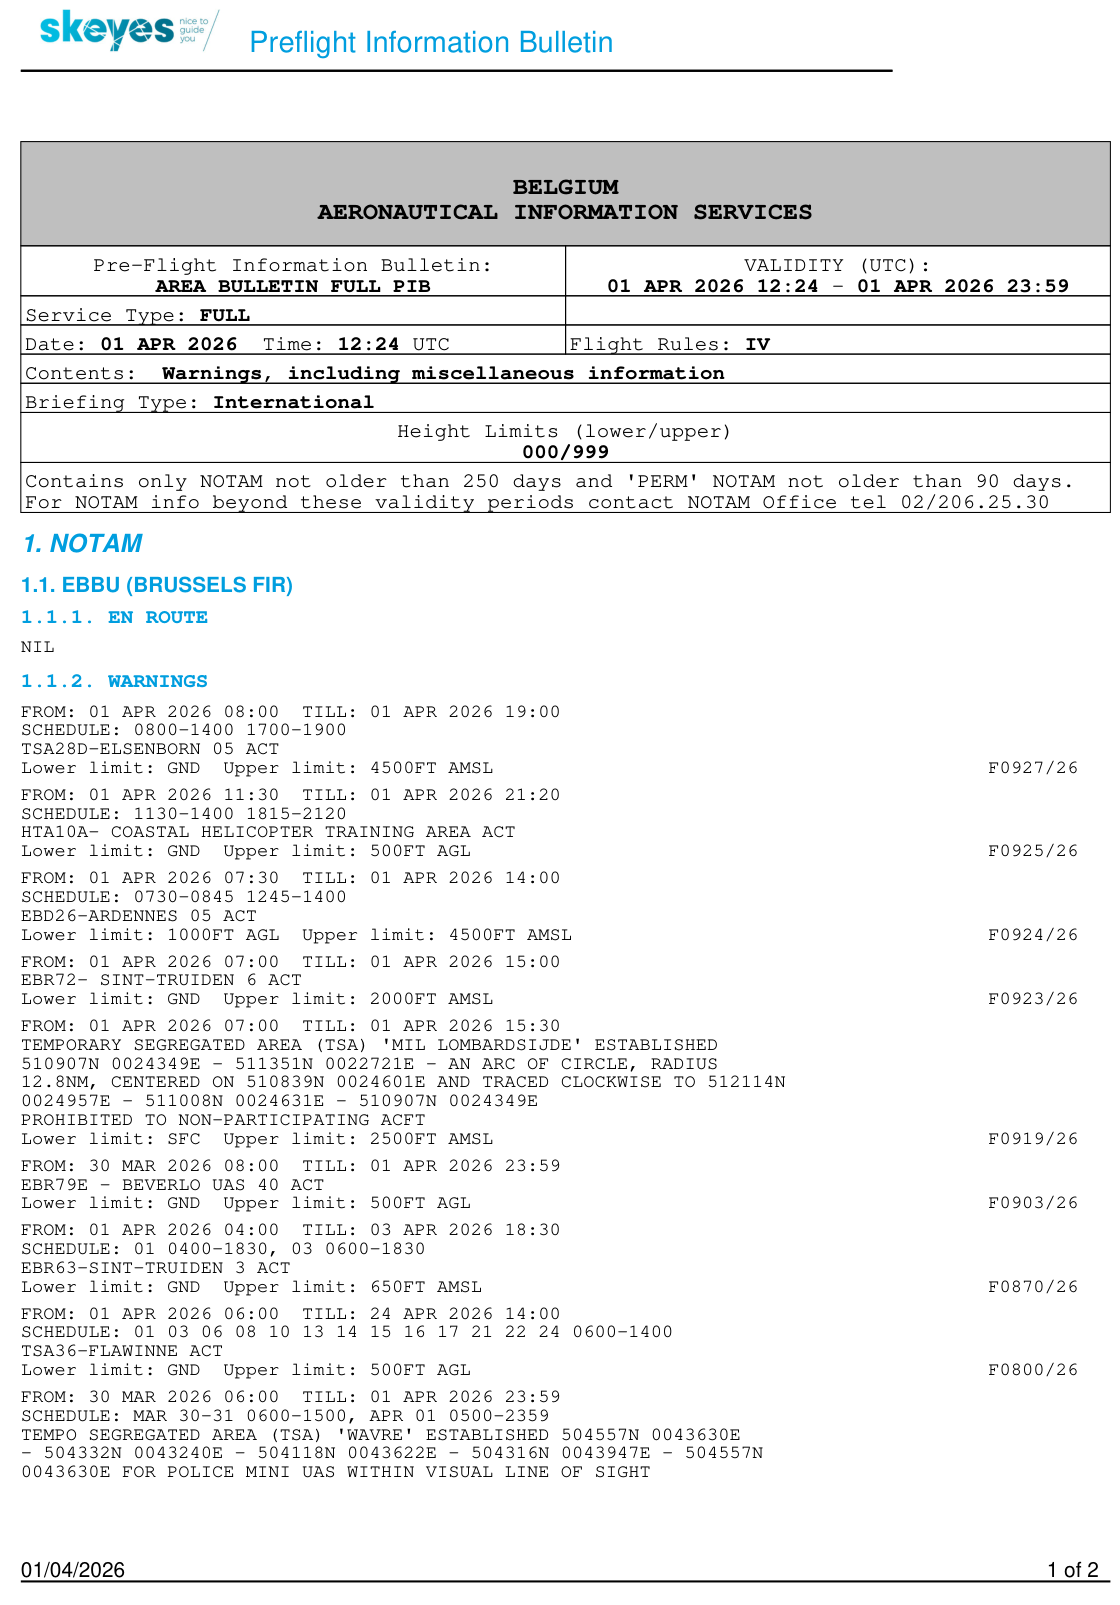 skeyes nice to guide you
Preflight Information Bulletin
BELGIUM
AERONAUTICAL INFORMATION SERVICES
Pre-Flight Information Bulletin:
AREA BULLETIN FULL PIB
VALIDITY (UTC):
01 APR 2026 12:24 - 01 APR 2026 23:59
Service Type: FULL
Date: 01 APR 2026 Time: 12:24 UTC
Flight Rules: IV
Contents: Warnings, including miscellaneous information
Briefing Type: International
Height Limits (lower/upper)
000/999
Contains only NOTAM not older than 250 days and 'PERM' NOTAM not older than 90 days.
For NOTAM info beyond these validity periods contact NOTAM Office tel 02/206.25.30
1. NOTAM
1.1. EBBU (BRUSSELS FIR)
1.1.1. EN ROUTE
NIL
1.1.2. WARNINGS
FROM: 01 APR 2026 08:00 TILL: 01 APR 2026 19:00
SCHEDULE: 0800-1400 1700-1900
TSA28D-ELSENBORN 05 ACT
Lower limit: GND Upper limit: 4500FT AMSL F0927/26
FROM: 01 APR 2026 11:30 TILL: 01 APR 2026 21:20
SCHEDULE: 1130-1400 1815-2120
HTA10A- COASTAL HELICOPTER TRAINING AREA ACT
Lower limit: GND Upper limit: 500FT AGL F0925/26
FROM: 01 APR 2026 07:30 TILL: 01 APR 2026 14:00
SCHEDULE: 0730-0845 1245-1400
EBD26-ARDENNES 05 ACT
Lower limit: 1000FT AGL Upper limit: 4500FT AMSL F0924/26
FROM: 01 APR 2026 07:00 TILL: 01 APR 2026 15:00
EBR72- SINT-TRUIDEN 6 ACT
Lower limit: GND Upper limit: 2000FT AMSL F0923/26
FROM: 01 APR 2026 07:00 TILL: 01 APR 2026 15:30
TEMPORARY SEGREGATED AREA (TSA) 'MIL LOMBARDSIJDE' ESTABLISHED
510907N 0024349E - 511351N 0022721E - AN ARC OF CIRCLE, RADIUS
12.8NM, CENTERED ON 510839N 0024601E AND TRACED CLOCKWISE TO 512114N
0024957E - 511008N 0024631E - 510907N 0024349E
PROHIBITED TO NON-PARTICIPATING ACFT
Lower limit: SFC Upper limit: 2500FT AMSL F0919/26
FROM: 30 MAR 2026 08:00 TILL: 01 APR 2026 23:59
EBR79E - BEVERLO UAS 40 ACT
Lower limit: GND Upper limit: 500FT AGL F0903/26
FROM: 01 APR 2026 04:00 TILL: 03 APR 2026 18:30
SCHEDULE: 01 0400-1830, 03 0600-1830
EBR63-SINT-TRUIDEN 3 ACT
Lower limit: GND Upper limit: 650FT AMSL F0870/26
FROM: 01 APR 2026 06:00 TILL: 24 APR 2026 14:00
SCHEDULE: 01 03 06 08 10 13 14 15 16 17 21 22 24 0600-1400
TSA36-FLAWINNE ACT
Lower limit: GND Upper limit: 500FT AGL F0800/26
FROM: 30 MAR 2026 06:00 TILL: 01 APR 2026 23:59
SCHEDULE: MAR 30-31 0600-1500, APR 01 0500-2359
TEMPO SEGREGATED AREA (TSA) 'WAVRE' ESTABLISHED 504557N 0043630E
- 504332N 0043240E - 504118N 0043622E - 504316N 0043947E - 504557N
0043630E FOR POLICE MINI UAS WITHIN VISUAL LINE OF SIGHT
01/04/2026 1 of 2